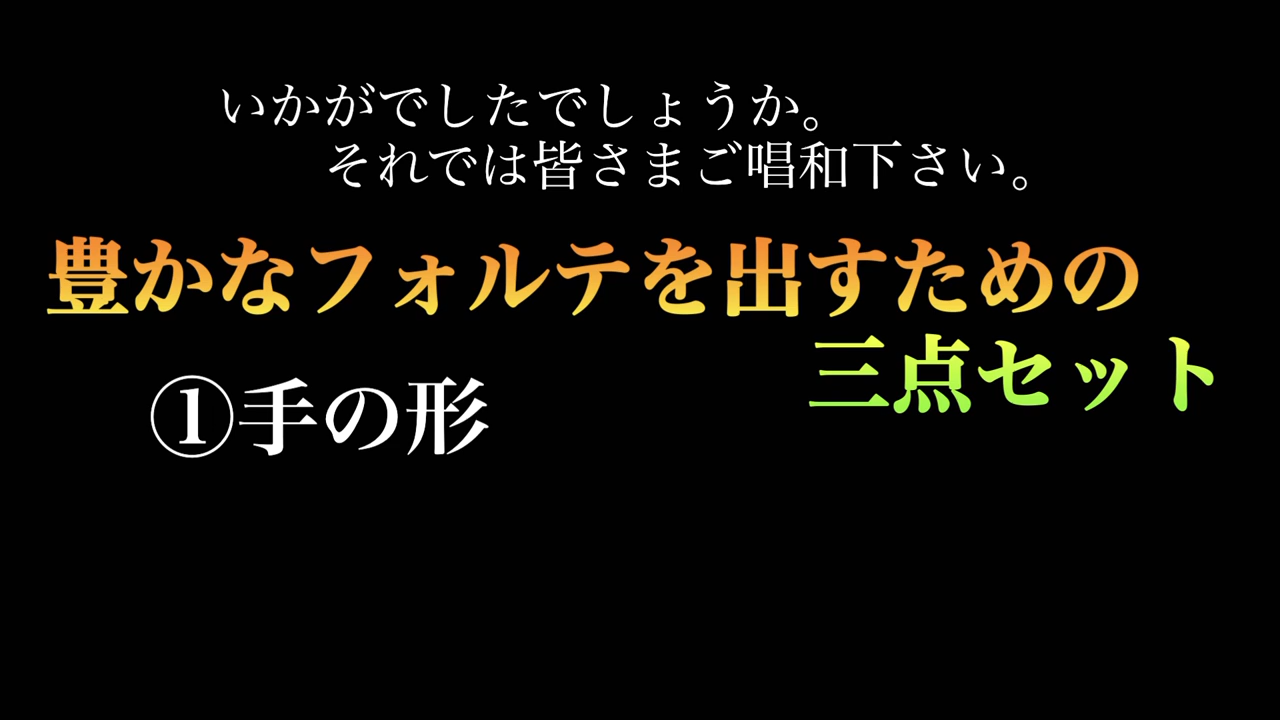 いかがでしたでしょうか。
それでは皆さまご唱和下さい。
豊かなフォルテを出すための
三点セット
①手の形